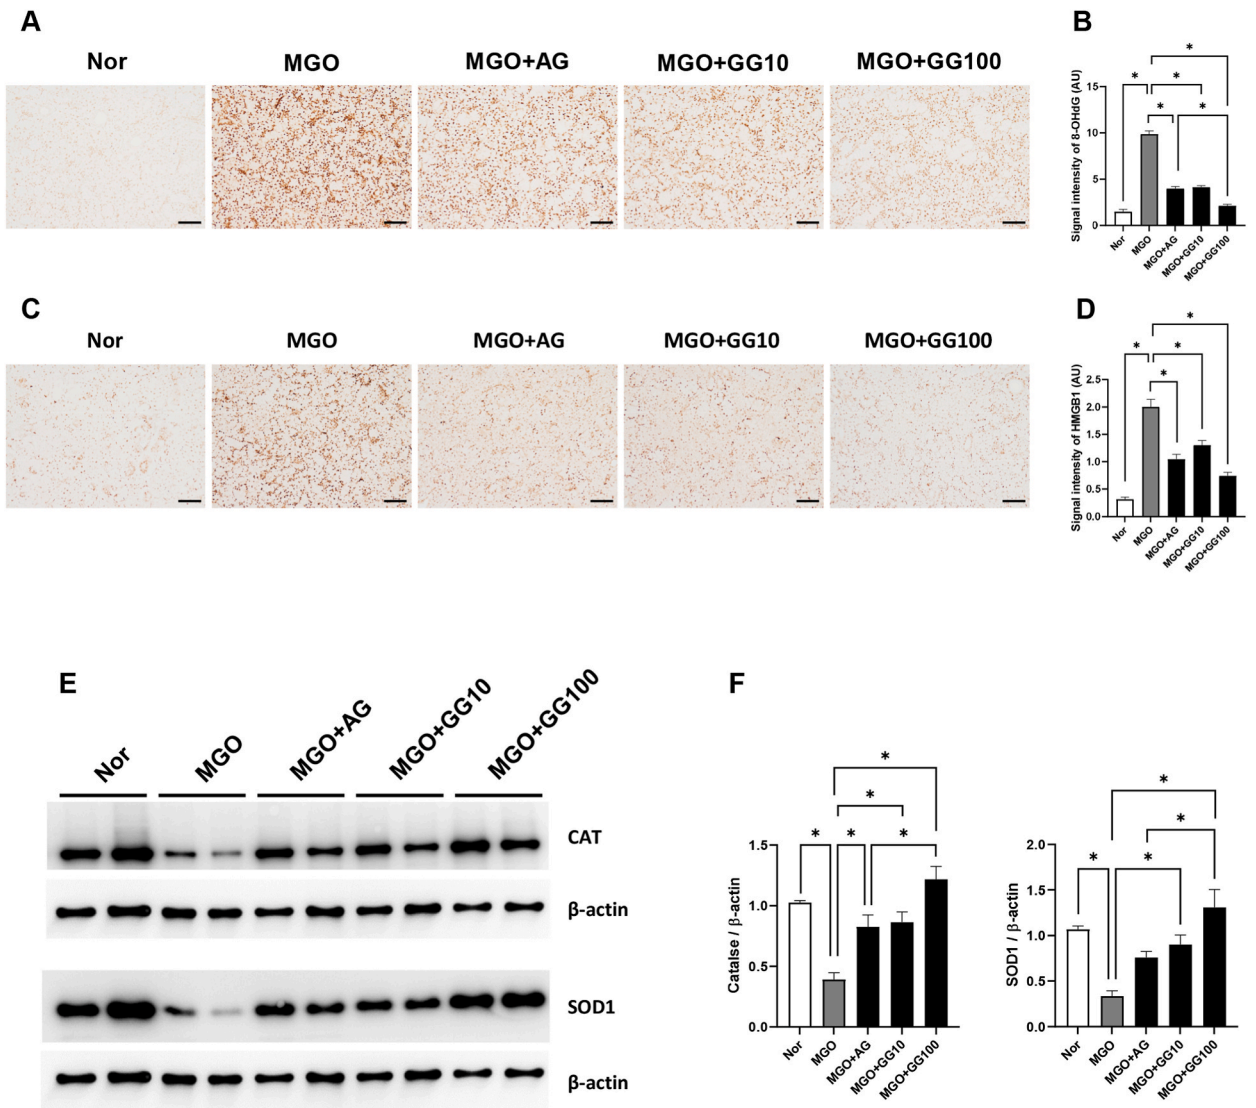 A
B
Nor
MGO
MGO+AG
MGO+GG10
MGO+GG100
Signal intensity of 8-OHdG (AU)
15
10
5
0
*
*
*
*
*
Nor
MGO
MGO+AG
MGO+GG10
MGO+GG100
C
D
Nor
MGO
MGO+AG
MGO+GG10
MGO+GG100
Signal intensity of HMGB1 (AU)
2.5
2.0
1.5
1.0
0.5
0.0
*
*
*
*
Nor
MGO
MGO+AG
MGO+GG10
MGO+GG100
E
Nor
MGO
MGO+AG
MGO+GG10
MGO+GG100
CAT
β-actin
SOD1
β-actin
F
Catalse / β-actin
1.5
1.0
0.5
0.0
*
*
*
*
*
Nor
MGO
MGO+AG
MGO+GG10
MGO+GG100
SOD1 / β-actin
2.0
1.5
1.0
0.5
0.0
*
*
*
*
Nor
MGO
MGO+AG
MGO+GG10
MGO+GG100